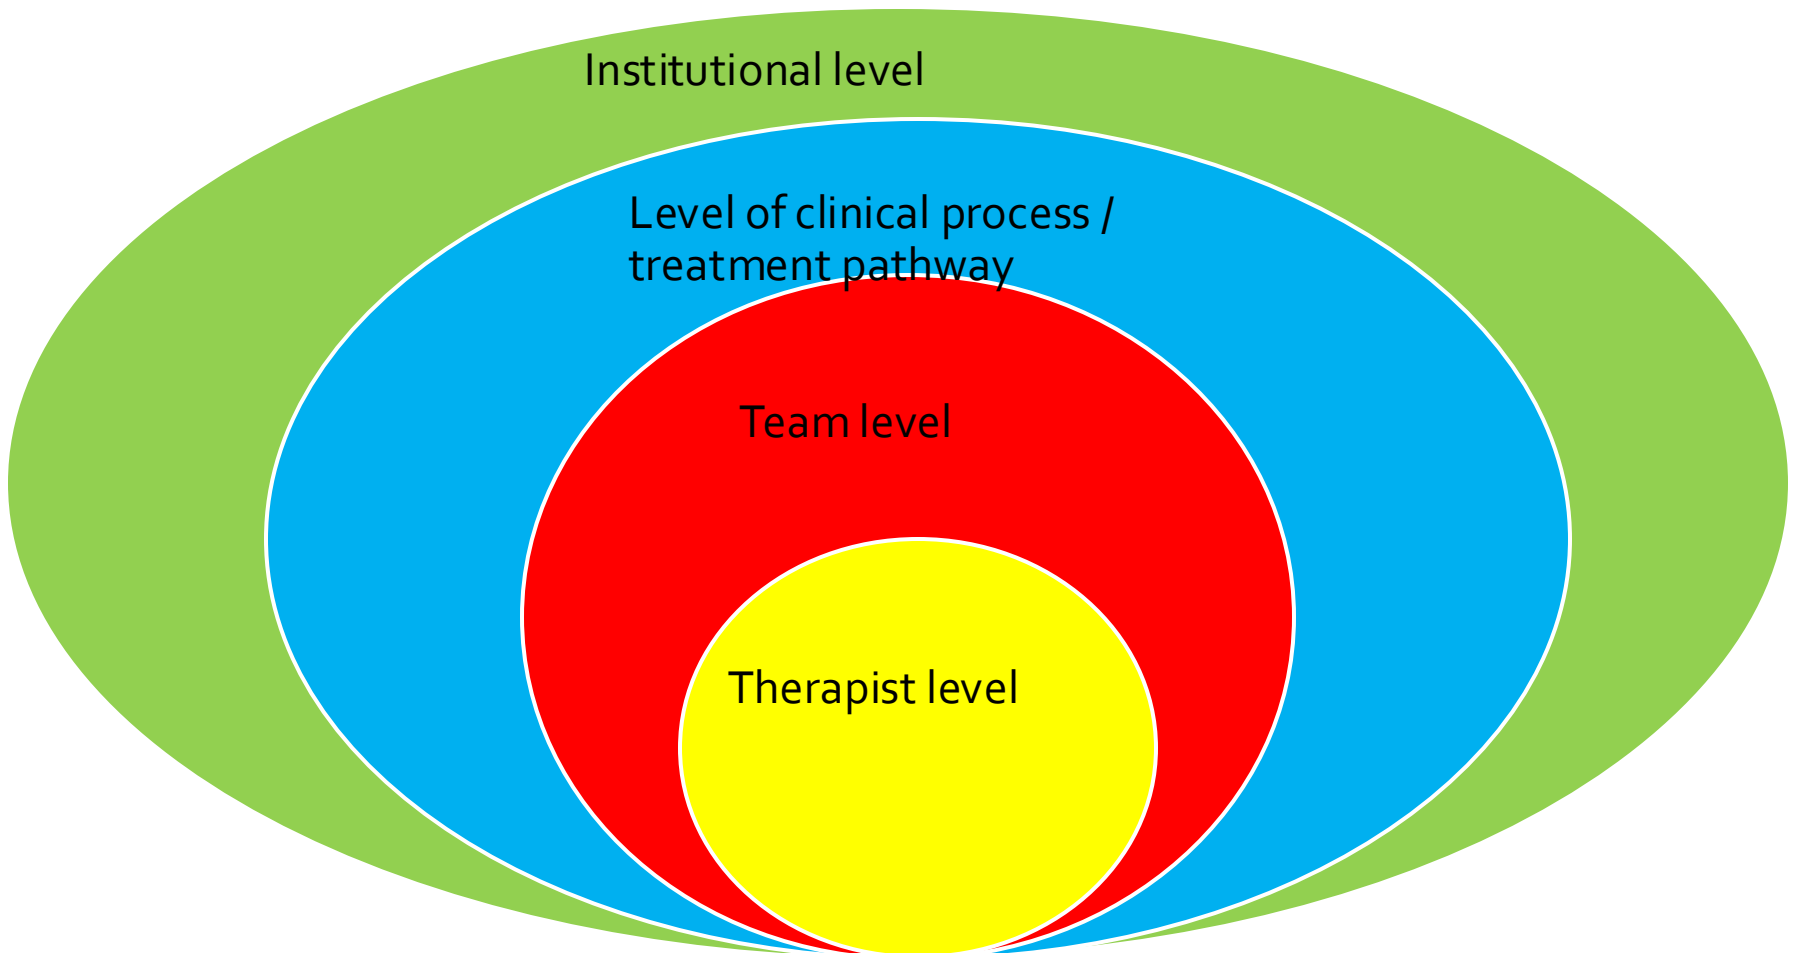 Institutional level
Level of clinical process /
treatment pathway
Team level
Therapist level